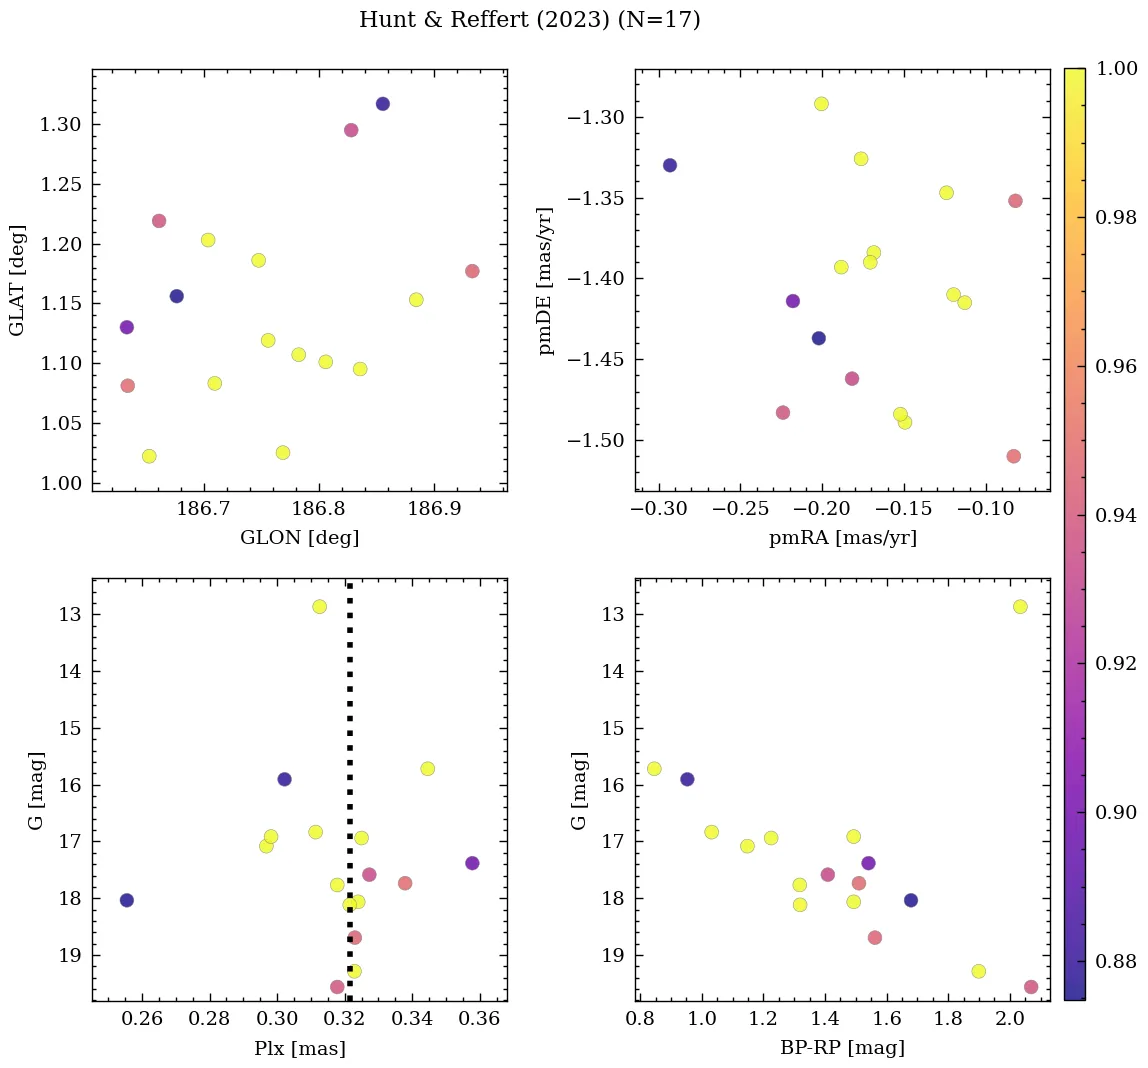 Hunt & Reffert (2023) (N=17)
1.30
1.25
1.20
1.15
1.10
1.05
1.00
GLAT [deg]
186.7 186.8 186.9
GLON [deg]
−1.30
−1.35
−1.40
−1.45
−1.50
pmDE [mas/yr]
−0.30 −0.25 −0.20 −0.15 −0.10
pmRA [mas/yr]
1.00
0.98
0.96
0.94
0.92
0.90
0.88
13
14
15
16
17
18
19
G [mag]
0.26 0.28 0.30 0.32 0.34 0.36
Plx [mas]
13
14
15
16
17
18
19
G [mag]
0.8 1.0 1.2 1.4 1.6 1.8 2.0
BP-RP [mag]